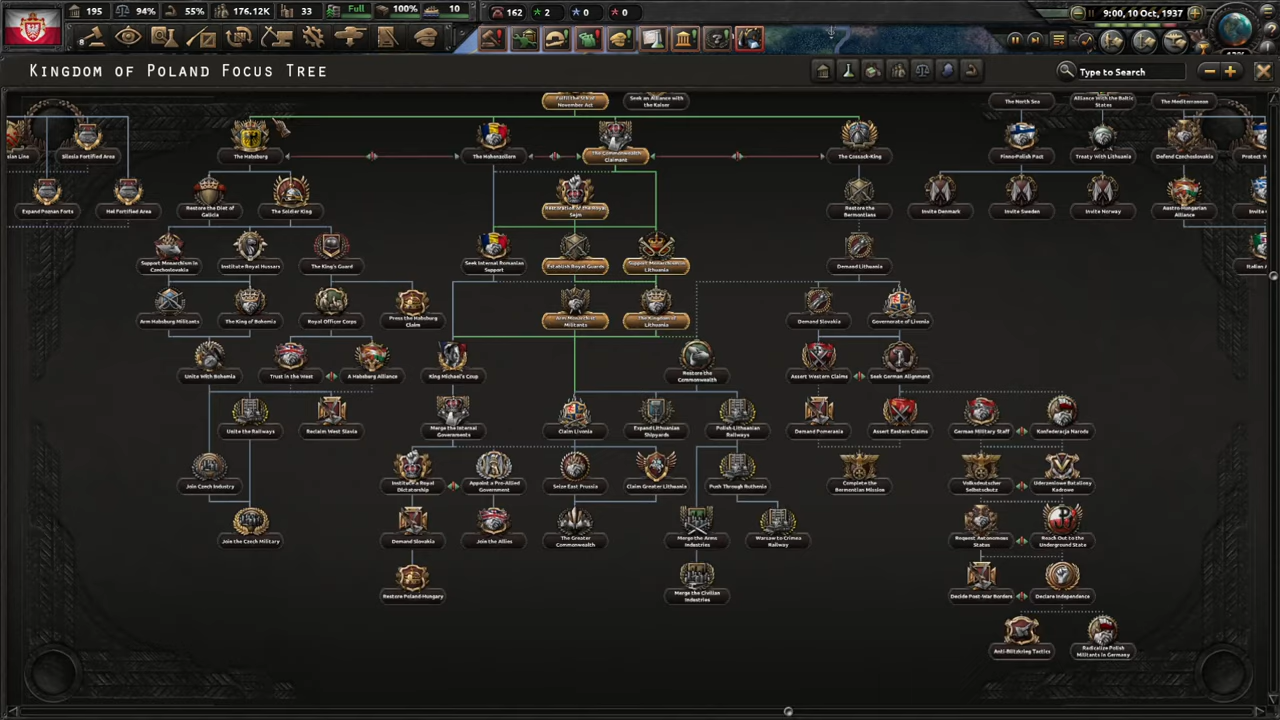 195
94%
55%
176.12K
33
Full
100%
10
162
2
0
0
9:00, 10 Oct, 1937
8
Kingdom of Poland Focus Tree
Type to Search
Fulfill the 5th of
November Act
Seek an Alliance with
the Kaiser
The North Sea
Alliance With the Baltic
States
The Mediterranean
Silesia Fortified Area
The Habsburg
The Hohenzollern
The Commonwealth
Claimant
The Cossack-King
Finno-Polish Pact
Treaty With Lithuania
Defend Czechoslovakia
Expand Poznan Forts
Hel Fortified Area
Restore the Diet of
Galicia
The Soldier King
Restoration of the Royal
Sejm
Restore the
Bermontians
Invite Denmark
Invite Sweden
Invite Norway
Austro-Hungarian
Alliance
Support Monarchism in
Czechoslovakia
Institute Royal Hussars
The King's Guard
Seek Internal Romanian
Support
Establish Royal Guards
Support Monarchism in
Lithuania
Demand Lithuania
Arm Habsburg Militants
The King of Bohemia
Royal Officer Corps
Press the Habsburg
Claim
Arm Monarchist
Militants
The Kingdom of
Lithuania
Demand Slovakia
Governorate of Livonia
Unite With Bohemia
Trust in the West
A Habsburg Alliance
King Michael's Coup
Restore the
Commonwealth
Assert Western Claims
Seek German Alignment
Unite the Railways
Reclaim West Slavia
Merge the Internal
Governments
Claim Livonia
Expand Lithuanian
Shipyards
Polish-Lithuanian
Railways
Demand Pomerania
Assert Eastern Claims
German Military Staff
Konfederacja Narodu
Join Czech Industry
Institute a Royal
Dictatorship
Appoint a Pro-Allied
Government
Seize East Prussia
Claim Greater Lithuania
Push Through Ruthenia
Complete the
Bermontian Mission
Volksdeutscher
Selbstschutz
Uderzeniowe Bataliony
Kadrowe
Join the Czech Military
Demand Slovakia
Join the Allies
The Greater
Commonwealth
Merge the Arms
Industries
Warsaw to Crimea
Railway
Request Autonomous
Status
Reach Out to the
Underground State
Restore Poland-Hungary
Merge the Civilian
Industries
Decide Post-War Borders
Declare Independence
Anti-Blitzkrieg Tactics
Radicalize Polish
Militants in Germany